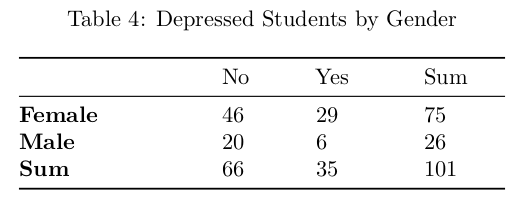 Table 4: Depressed Students by Gender
No Yes Sum
Female 46 29 75
Male 20 6 26
Sum 66 35 101